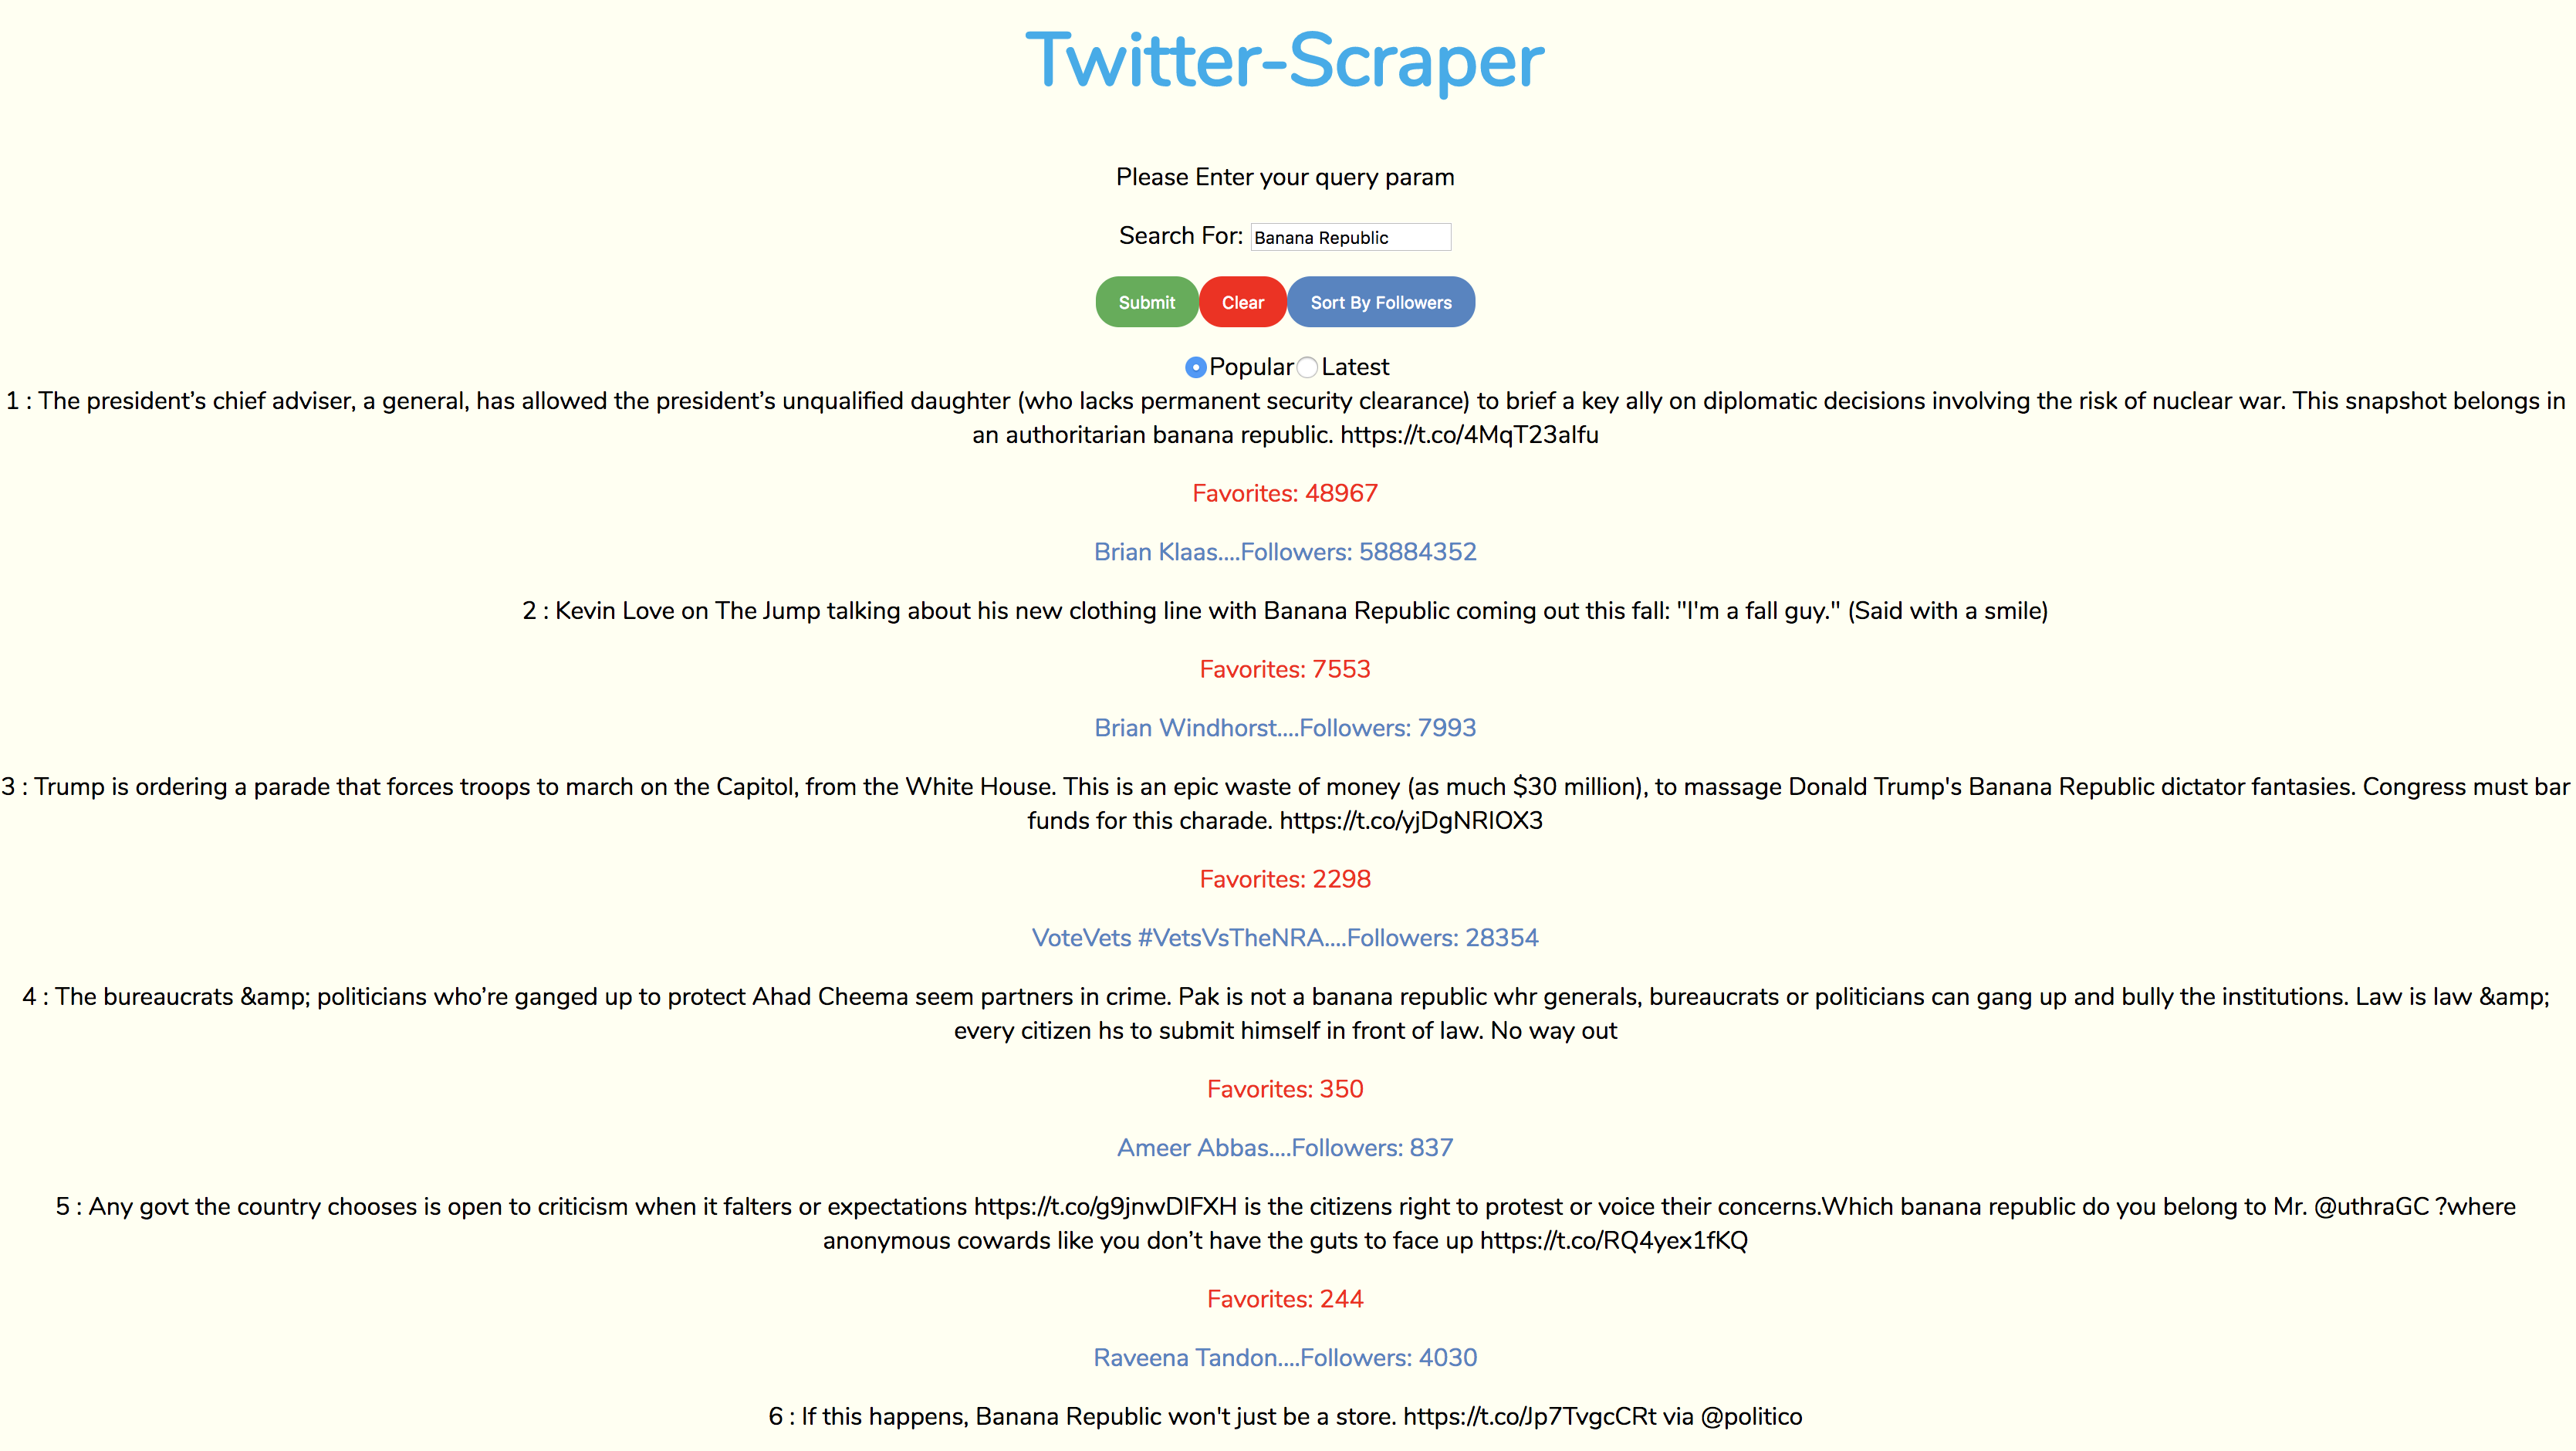 Twitter-Scraper
Please Enter your query param
Search For: Banana Republic
Submit Clear Sort By Followers
Popular Latest
1 : The president’s chief adviser, a general, has allowed the president’s unqualified daughter (who lacks permanent security clearance) to brief a key ally on diplomatic decisions involving the risk of nuclear war. This snapshot belongs in
an authoritarian banana republic. https://t.co/4MqT23alfu
Favorites: 48967
Brian Klaas....Followers: 58884352
2 : Kevin Love on The Jump talking about his new clothing line with Banana Republic coming out this fall: "I'm a fall guy." (Said with a smile)
Favorites: 7553
Brian Windhorst....Followers: 7993
3 : Trump is ordering a parade that forces troops to march on the Capitol, from the White House. This is an epic waste of money (as much $30 million), to massage Donald Trump's Banana Republic dictator fantasies. Congress must bar
funds for this charade. https://t.co/yjDgNRlOX3
Favorites: 2298
VoteVets #VetsVsTheNRA....Followers: 28354
4 : The bureaucrats &amp; politicians who’re ganged up to protect Ahad Cheema seem partners in crime. Pak is not a banana republic whr generals, bureaucrats or politicians can gang up and bully the institutions. Law is law &amp;
every citizen hs to submit himself in front of law. No way out
Favorites: 350
Ameer Abbas....Followers: 837
5 : Any govt the country chooses is open to criticism when it falters or expectations https://t.co/g9jnwDlFXH is the citizens right to protest or voice their concerns.Which banana republic do you belong to Mr. @uthraGC ?where
anonymous cowards like you don’t have the guts to face up https://t.co/RQ4yex1fKQ
Favorites: 244
Raveena Tandon....Followers: 4030
6 : If this happens, Banana Republic won't just be a store. https://t.co/Jp7TvgcCRt via @politico